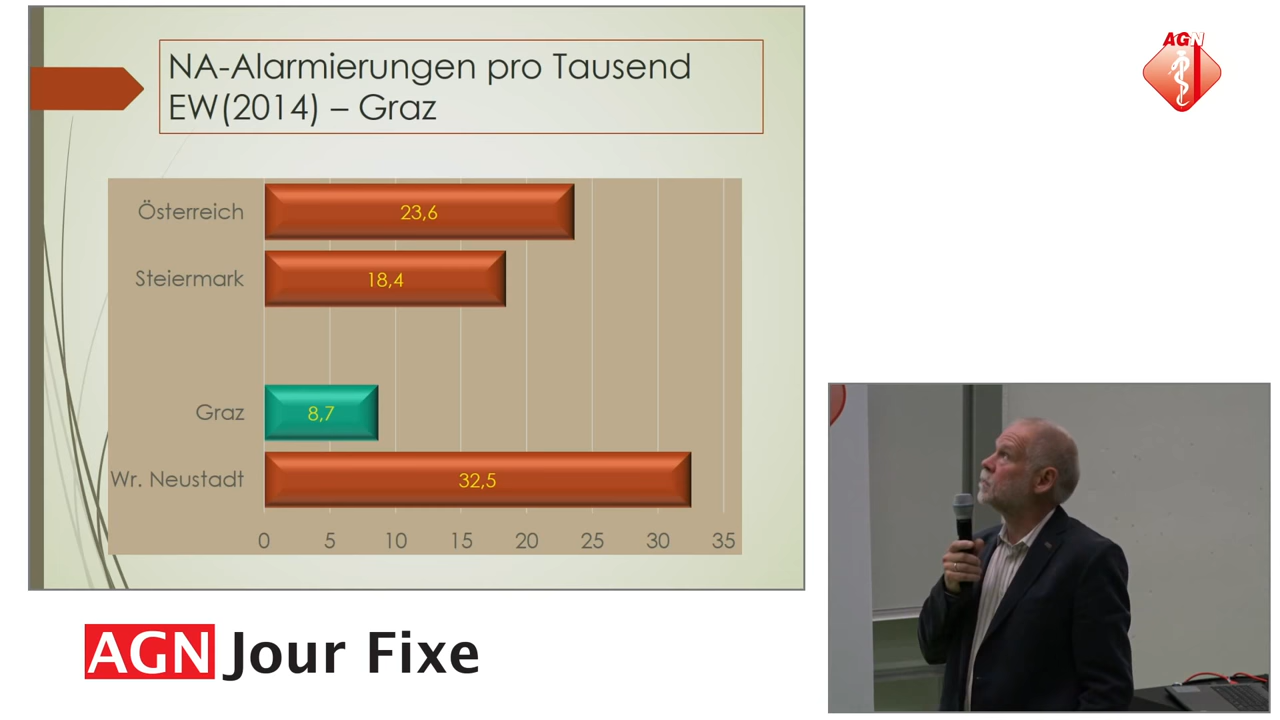 NA-Alarmierungen pro Tausend
EW(2014) – Graz
AGN
Österreich
23,6
Steiermark
18,4
Graz
8,7
Wr. Neustadt
32,5
0 5 10 15 20 25 30 35
AGN Jour Fixe